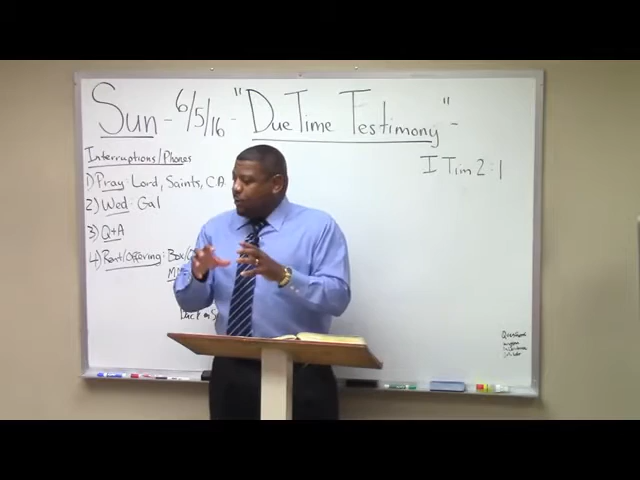 Sun - 6/5/16 - "Due Time Testimony" -
I Tim 2:1
Interruptions/Phones
1) Pray: Lord, Saints, CA
2) Wed: Gal
3) Q+A
4) Rent/Offering: Box/
Questions